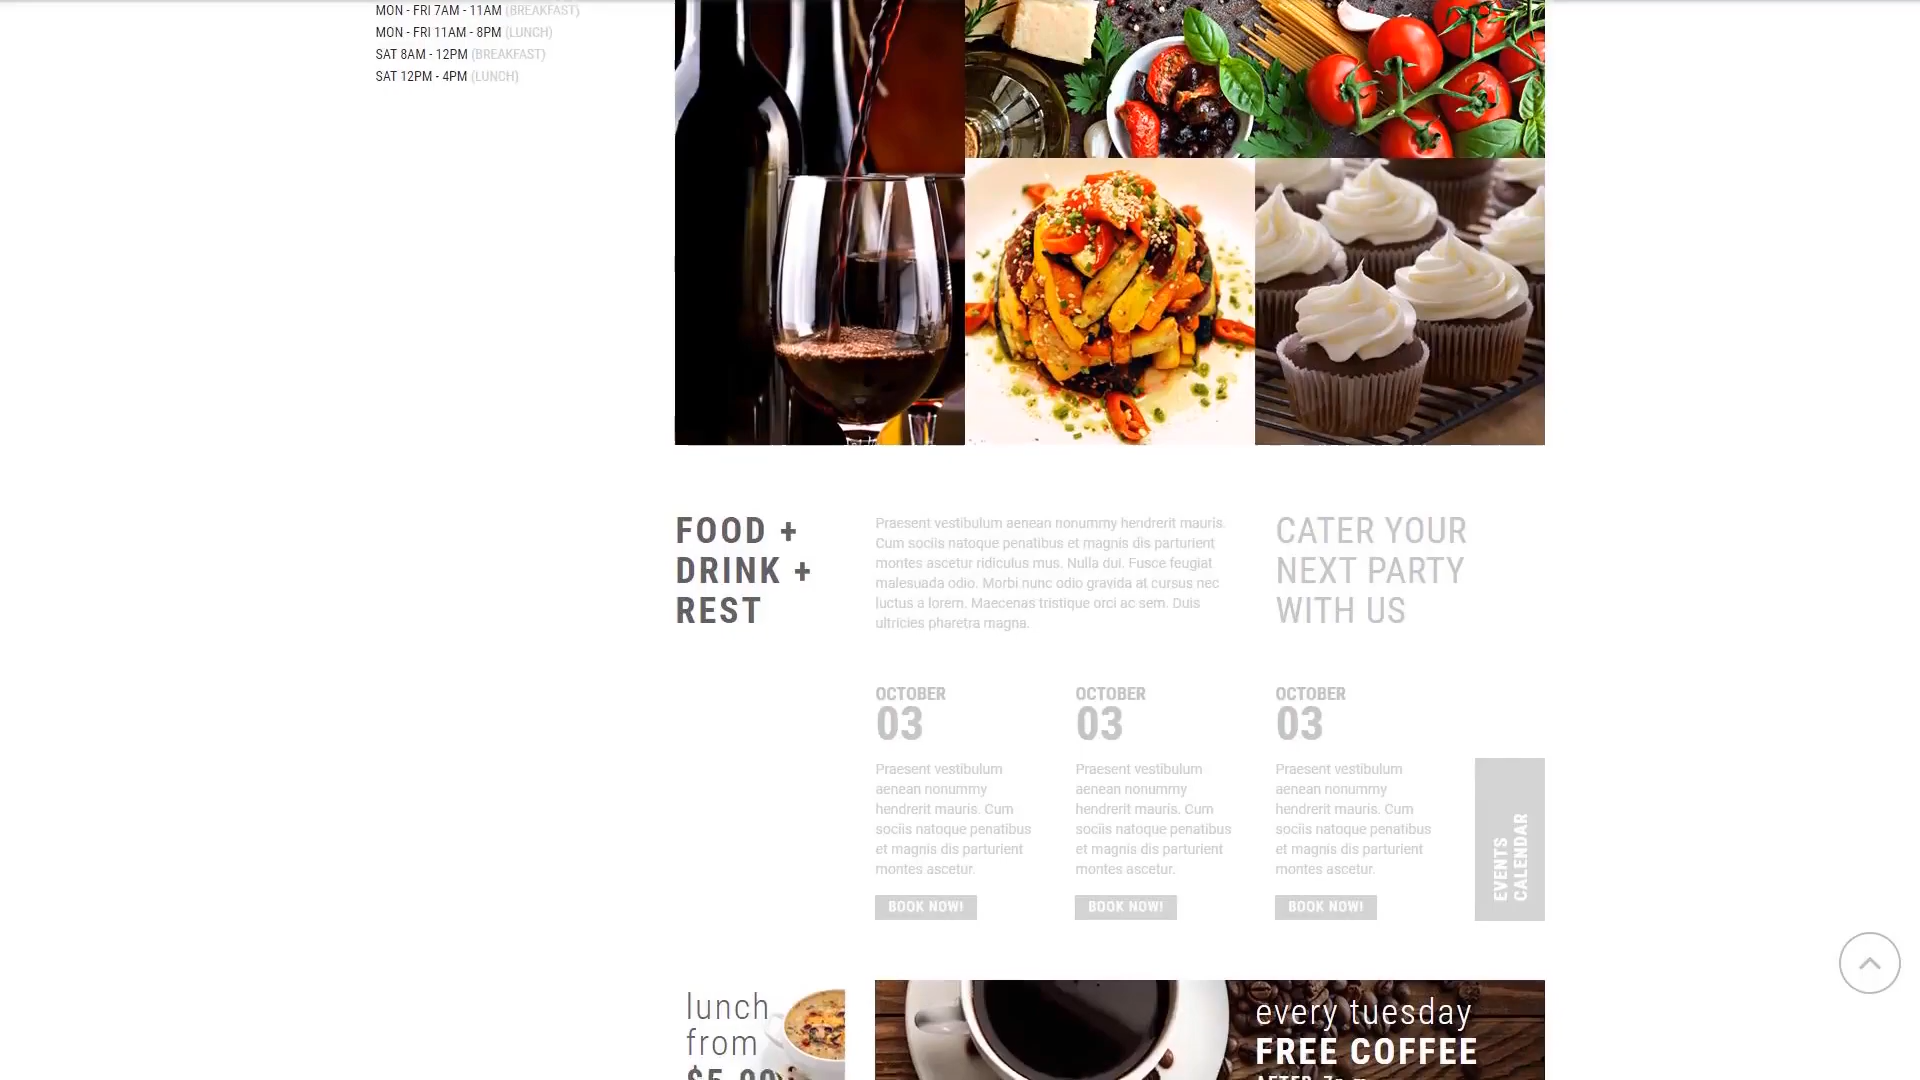 MON - FRI 7AM - 11AM (BREAKFAST)
MON - FRI 11AM - 8PM (LUNCH)
SAT 8AM - 12PM (BREAKFAST)
SAT 12PM - 4PM (LUNCH)
FOOD +
DRINK +
REST
Praesent vestibulum aenean nonummy hendrerit mauris.
Cum sociis natoque penatibus et magnis dis parturient
montes ascetur ridiculus mus. Nulla dui. Fusce feugiat
malesuada odio. Morbi nunc odio gravida at cursus nec
luctus a lorem. Maecenas tristique orci ac sem. Duis
ultricies pharetra magna.
CATER YOUR
NEXT PARTY
WITH US
OCTOBER
03
Praesent vestibulum
aenean nonummy
hendrerit mauris. Cum
sociis natoque penatibus
et magnis dis parturient
montes ascetur.
BOOK NOW!
OCTOBER
03
Praesent vestibulum
aenean nonummy
hendrerit mauris. Cum
sociis natoque penatibus
et magnis dis parturient
montes ascetur.
BOOK NOW!
OCTOBER
03
Praesent vestibulum
aenean nonummy
hendrerit mauris. Cum
sociis natoque penatibus
et magnis dis parturient
montes ascetur.
BOOK NOW!
EVENTS
CALENDAR
lunch
from
every tuesday
FREE COFFEE